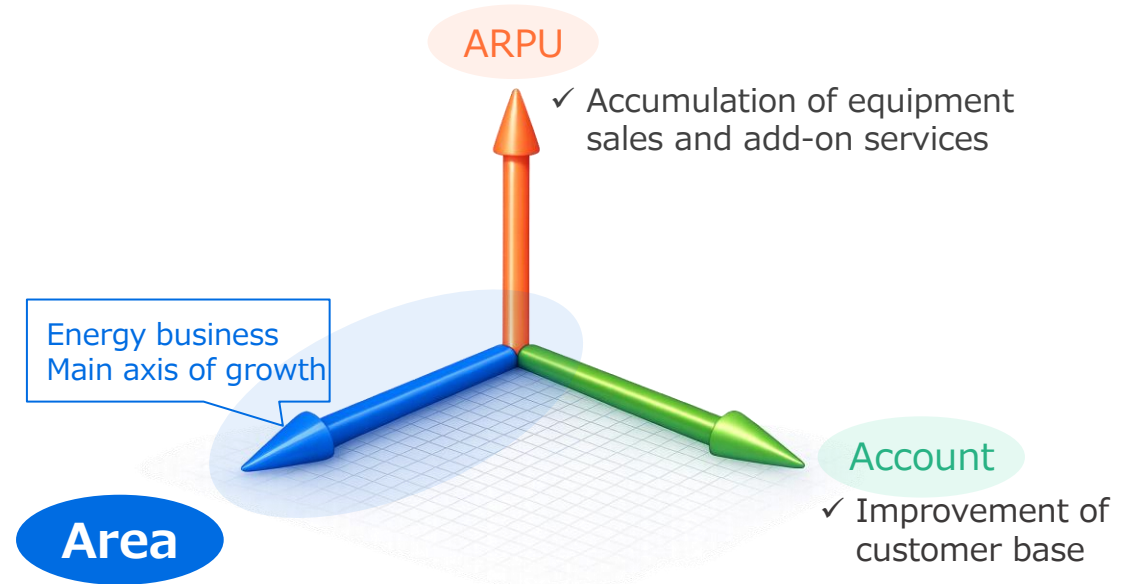 ARPU
✓ Accumulation of equipment
sales and add-on services
Energy business
Main axis of growth
Area
Account
✓ Improvement of
customer base